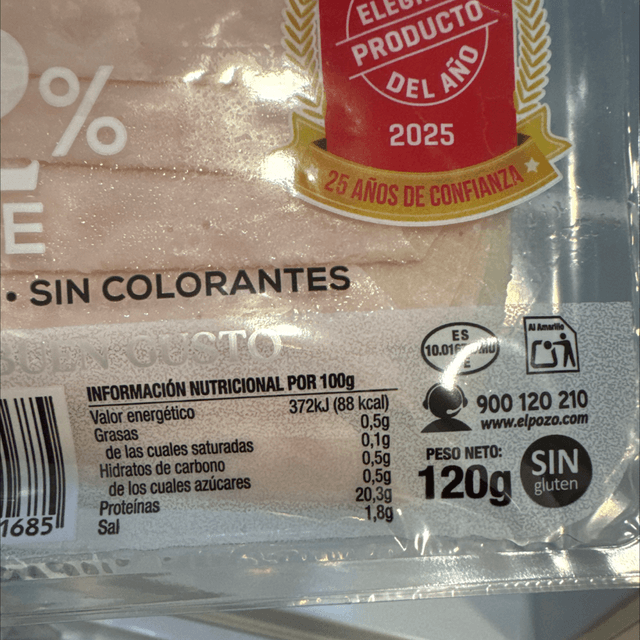 PRODUCTO
DEL AÑO
2025
25 AÑOS DE CONFIANZA
%
E
• SIN COLORANTES
BUEN GUSTO
ES
E
Al Amarillo
INFORMACIÓN NUTRICIONAL POR 100g
Valor energético 372kJ (88 kcal)
Grasas 0,5g
de las cuales saturadas 0,1g
Hidratos de carbono 0,5g
de los cuales azúcares 0,5g
Proteínas 20,3g
Sal 1,8g
900 120 210
www.elpozo.com
PESO NETO:
120g
SIN
gluten
1685